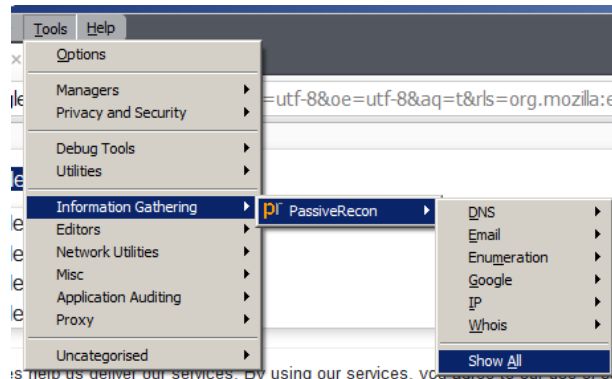 Tools Help
Options
=utf-8&oe=utf-8&aq=t&rls=org.mozilla:e
Managers
Privacy and Security
Debug Tools
Utilities
Information Gathering
Editors
Network Utilities
Misc
Application Auditing
Proxy
Uncategorised
pr PassiveRecon
DNS
Email
Enumeration
Google
IP
Whois
Show All
es help us deliver our services. By using our services, you agree to our use of